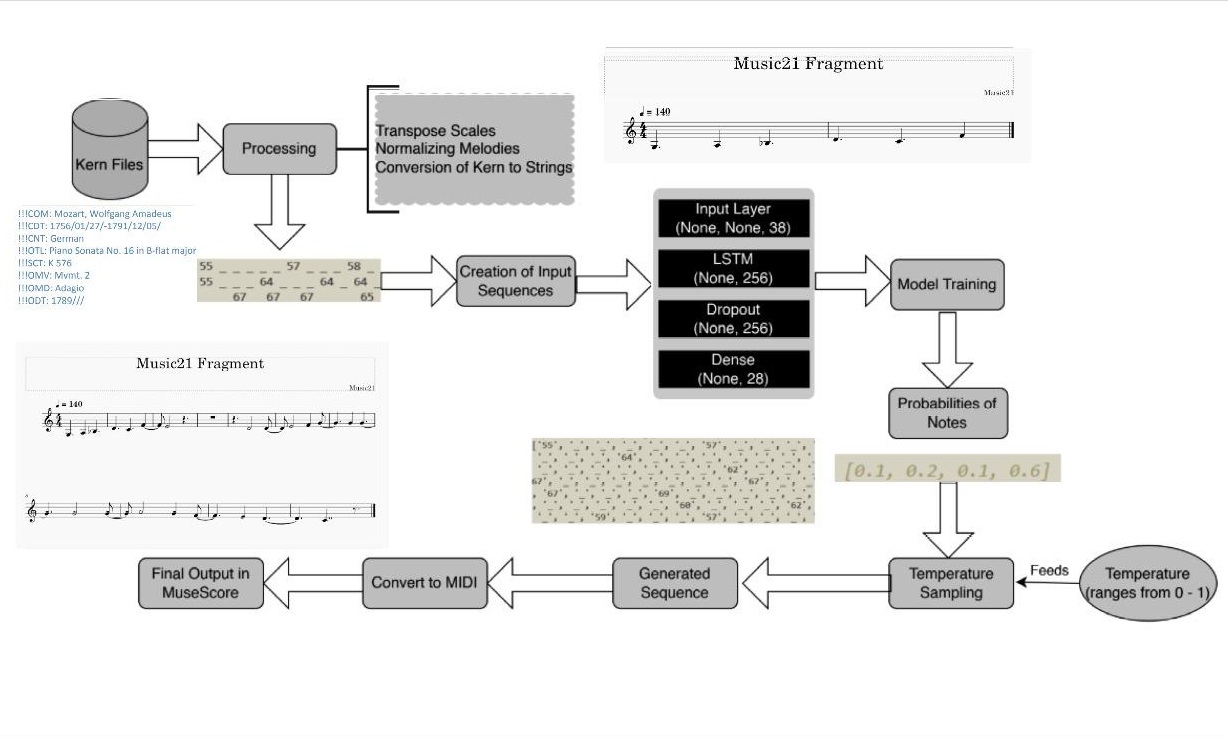 Music21 Fragment
Music21
♩ = 140
Kern Files
Processing
Transpose Scales
Normalizing Melodies
Conversion of Kern to Strings
!!!COM: Mozart, Wolfgang Amadeus
!!!CDT: 1756/01/27/-1791/12/05/
!!!CNT: German
!!!OTL: Piano Sonata No. 16 in B-flat major
!!!SCT: K 576
!!!OMV: Mvmt. 2
!!!OMD: Adagio
!!!ODT: 1789///
55 _ _ _ _ 57 _ _ 58 _
55 _ _ 64 _ _ _ 64 _ 64
67 67 67 65
Creation of Input
Sequences
Input Layer
(None, None, 38)
LSTM
(None, 256)
Dropout
(None, 256)
Dense
(None, 28)
Model Training
Probabilities of
Notes
[0.1, 0.2, 0.1, 0.6]
Music21 Fragment
Music21
♩ = 140
['55' '57'
'64'
'62'
67' '67'
'67' '69'
'60' '62'
'59' '57'
Final Output in
MuseScore
Convert to MIDI
Generated
Sequence
Temperature
Sampling
Feeds
Temperature
(ranges from 0 - 1)